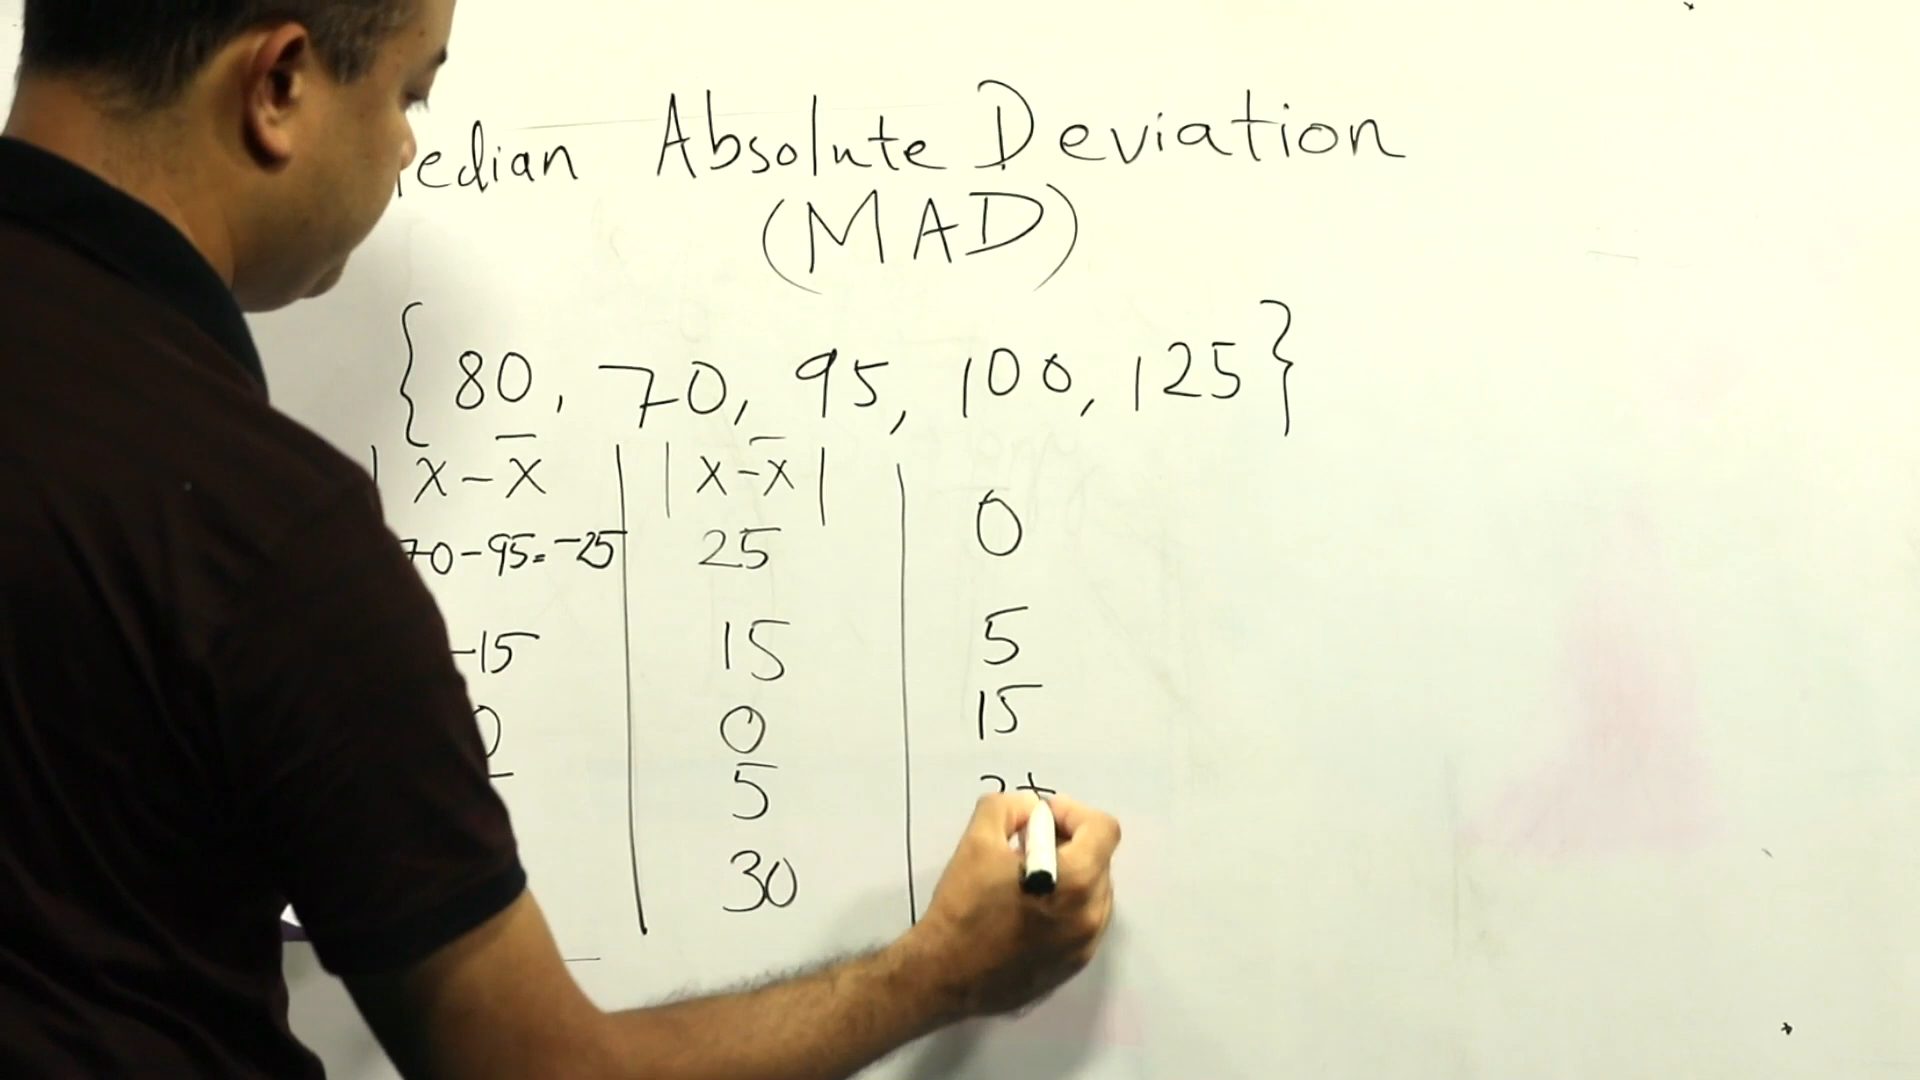 edian Absolute Deviation
(MAD)
{80, 70, 95, 100, 125}
x - x̄ | |x - x̄| | 0
70-95=-25 | 25
-15 | 15 | 5
0 | 0 | 15
5
30